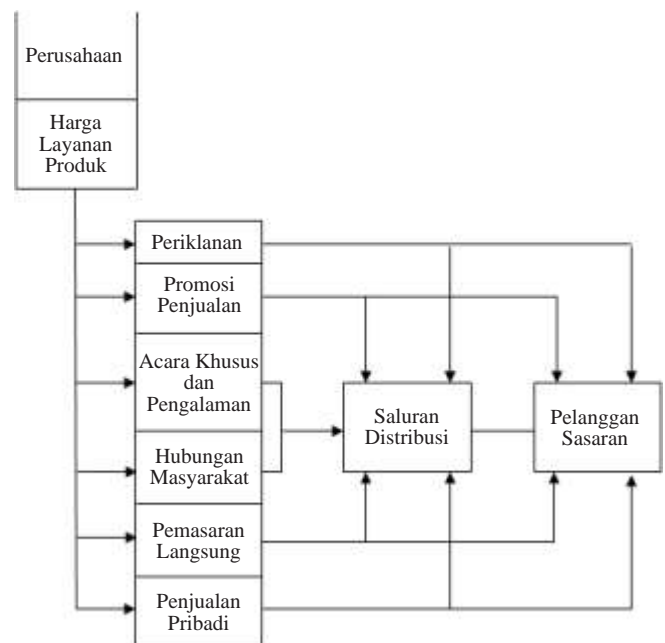 Perusahaan
Harga
Layanan
Produk
Periklanan
Promosi
Penjualan
Acara Khusus
dan
Pengalaman
Hubungan
Masyarakat
Pemasaran
Langsung
Penjualan
Pribadi
Saluran
Distribusi
Pelanggan
Sasaran